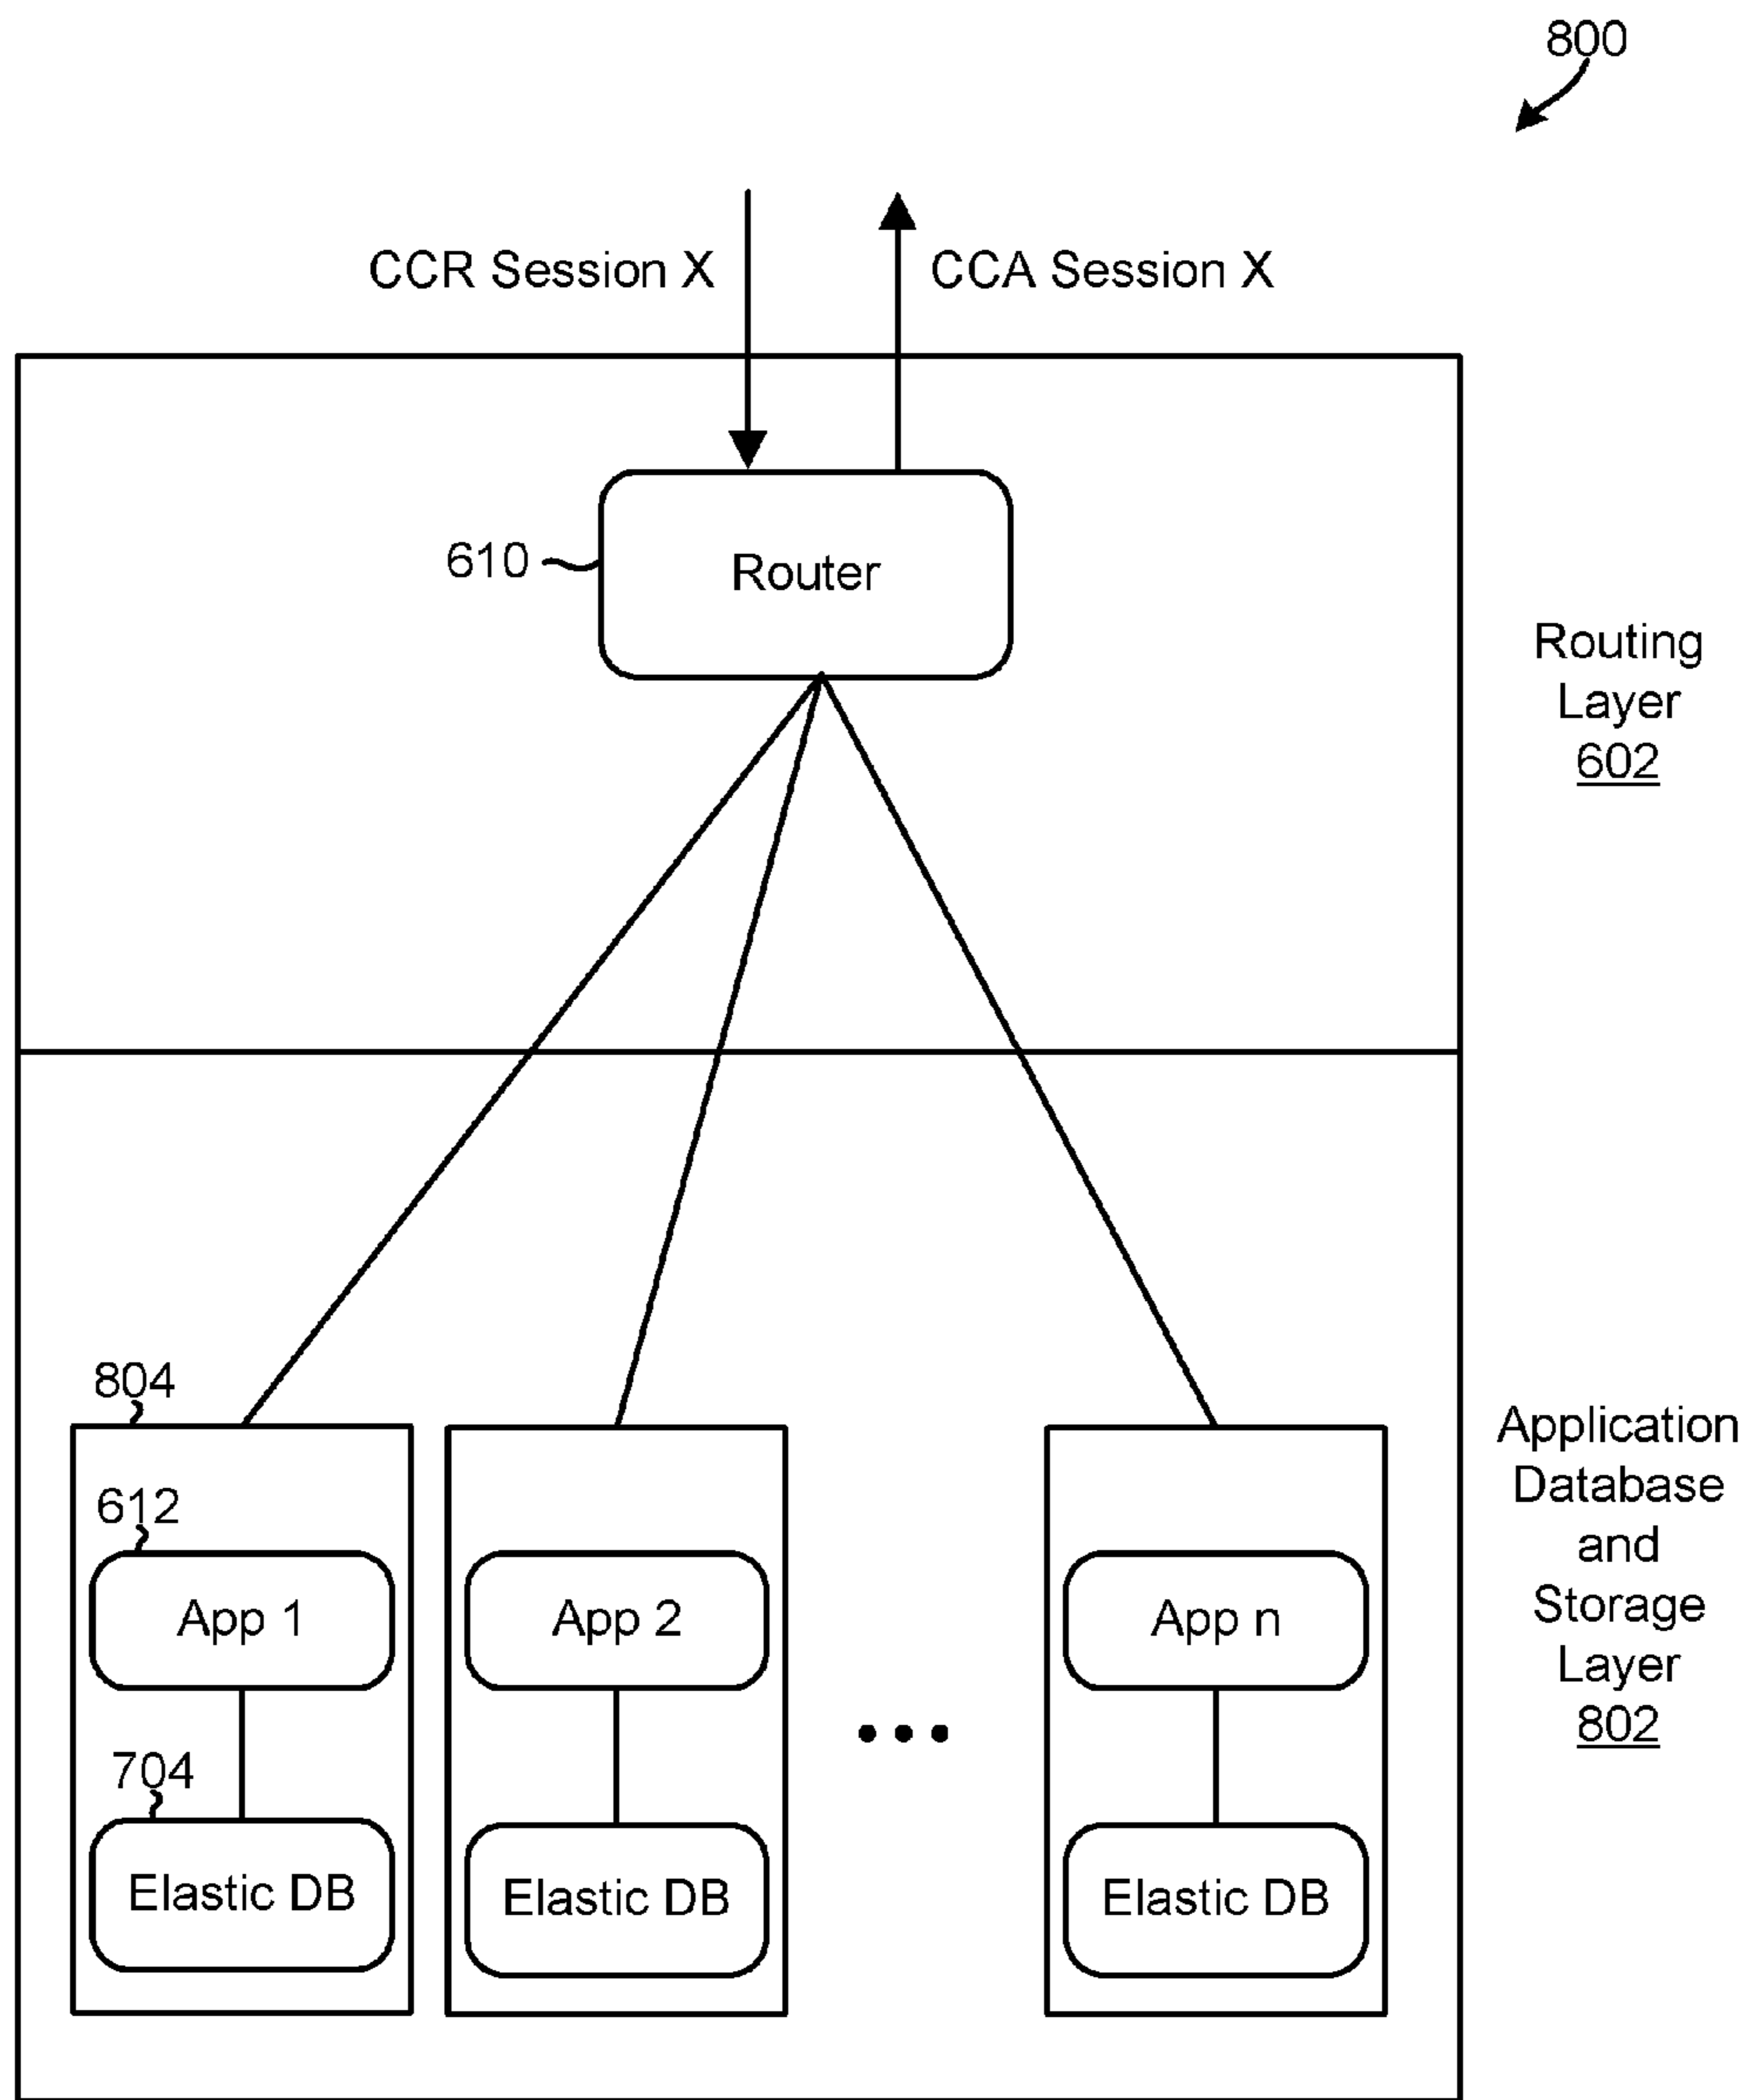 800
CCR Session X
CCA Session X
610
Router
Routing
Layer
602
804
612
App 1
App 2
App n
704
Elastic DB
Elastic DB
Elastic DB
Application
Database
and
Storage
Layer
802